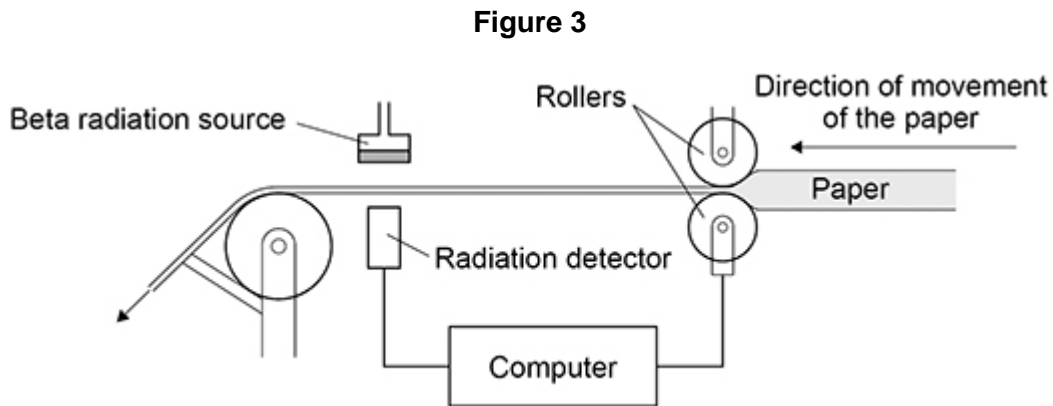 Figure 3
Beta radiation source
Rollers
Direction of movement
of the paper
Paper
Radiation detector
Computer